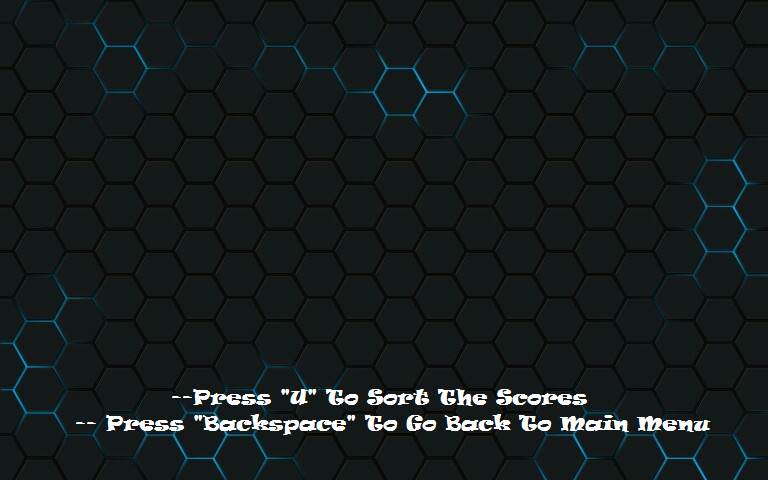 --Press "U" To Sort The Scores
-- Press "Backspace" To Go Back To Main Menu